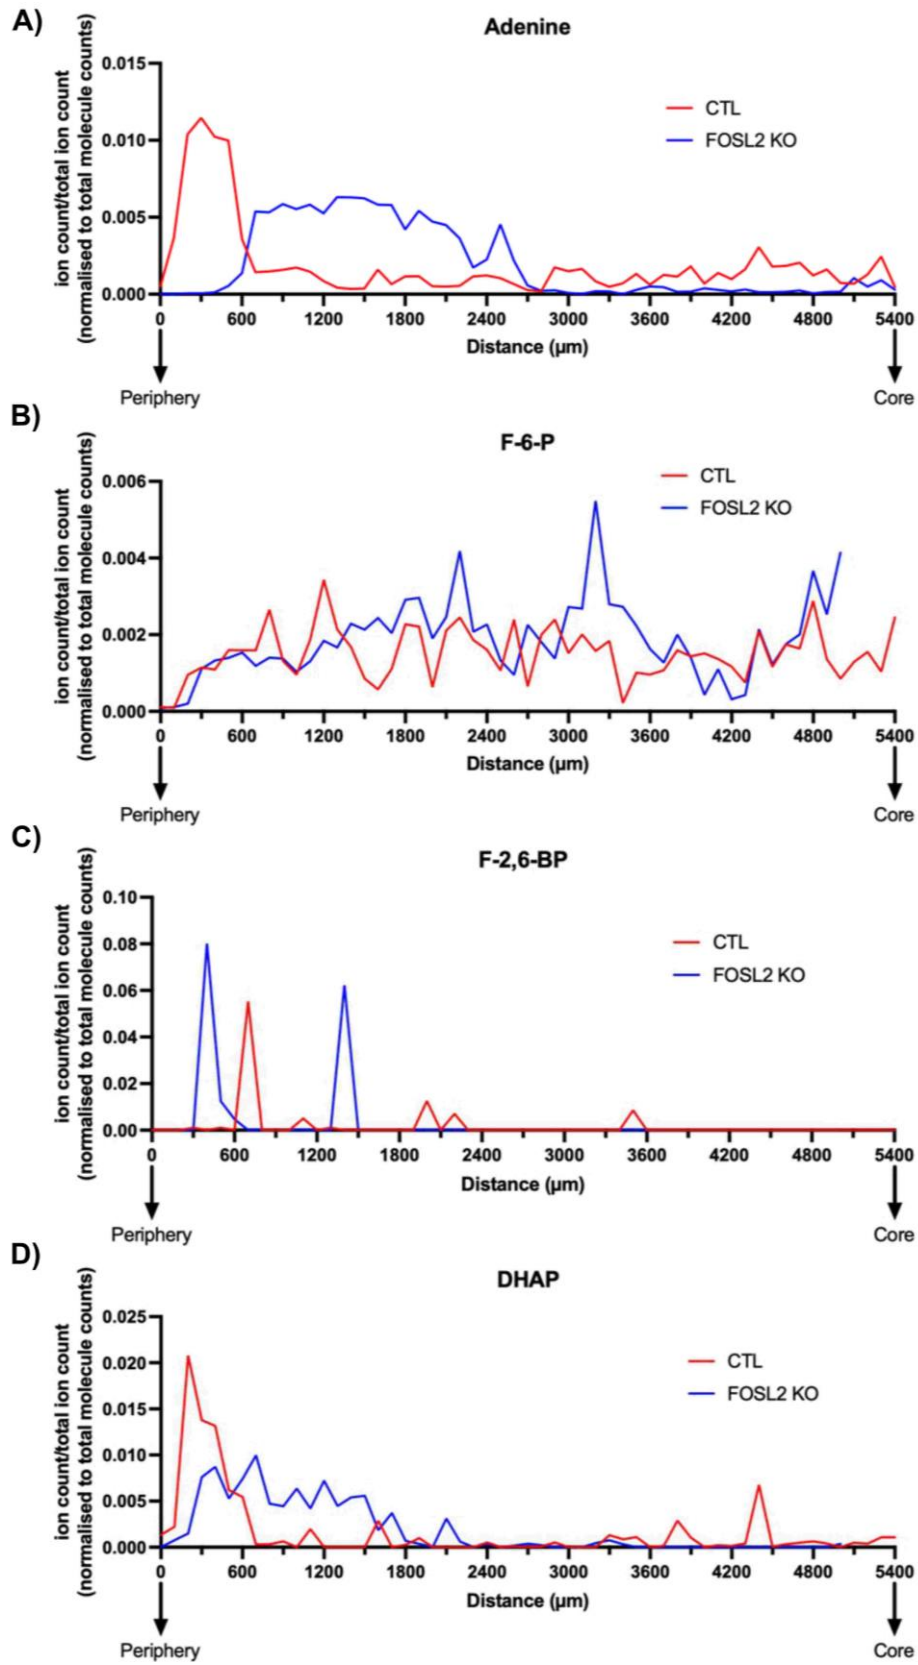 A)
Adenine
ion count/total ion count
(normalised to total molecule counts)
0.015
0.010
0.005
0.000
CTL
FOSL2 KO
0 600 1200 1800 2400 3000 3600 4200 4800 5400
Distance (µm)
Periphery Core
B)
F-6-P
ion count/total ion count
(normalised to total molecule counts)
0.006
0.004
0.002
0.000
CTL
FOSL2 KO
0 600 1200 1800 2400 3000 3600 4200 4800 5400
Distance (µm)
Periphery Core
C)
F-2,6-BP
ion count/total ion count
(normalised to total molecule counts)
0.10
0.08
0.06
0.04
0.02
0.00
CTL
FOSL2 KO
0 600 1200 1800 2400 3000 3600 4200 4800 5400
Distance (µm)
Periphery Core
D)
DHAP
ion count/total ion count
(normalised to total molecule counts)
0.025
0.020
0.015
0.010
0.005
0.000
CTL
FOSL2 KO
0 600 1200 1800 2400 3000 3600 4200 4800 5400
Distance (µm)
Periphery Core